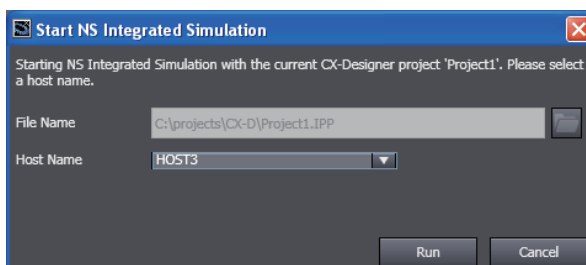 Start NS Integrated Simulation
Starting NS Integrated Simulation with the current CX-Designer project 'Project1'. Please select
a host name.
File Name
C:\projects\CX-D\Project1.IPP
Host Name
HOST3
Run
Cancel